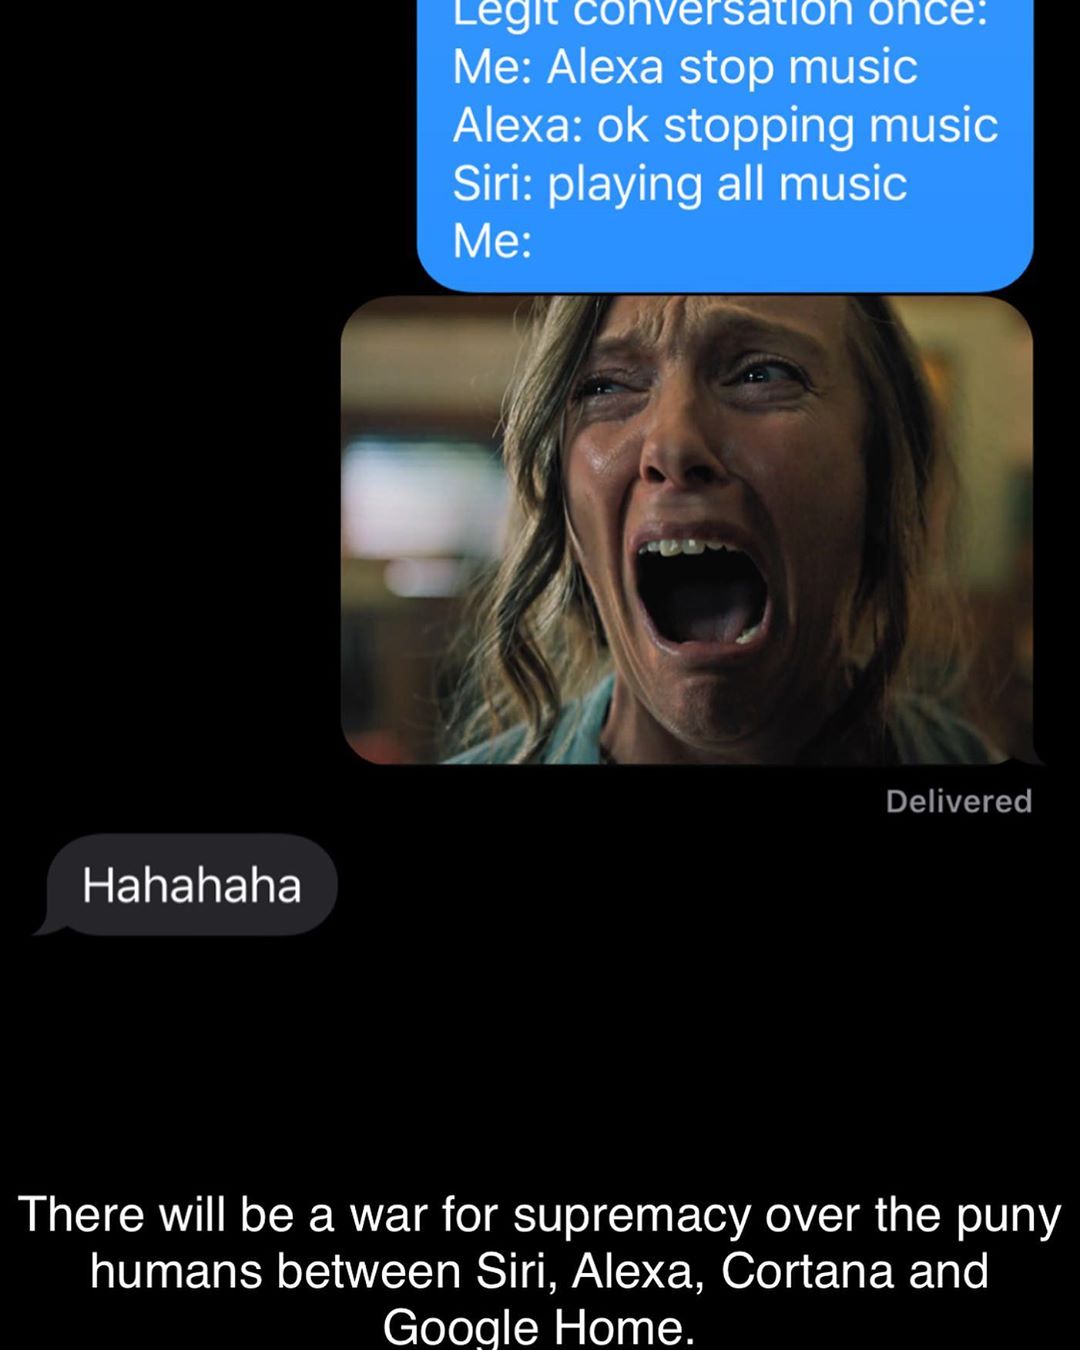 Legit conversation once:
Me: Alexa stop music
Alexa: ok stopping music
Siri: playing all music
Me:
Delivered
Hahahaha
There will be a war for supremacy over the puny
humans between Siri, Alexa, Cortana and
Google Home.